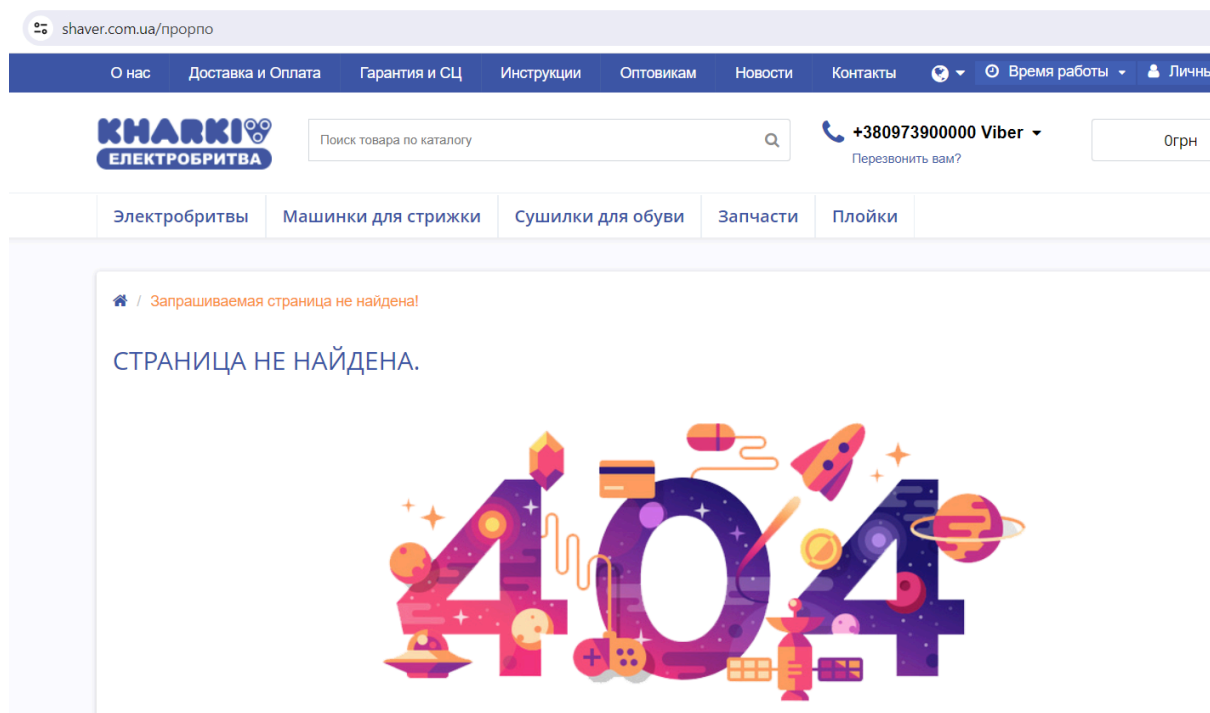 shaver.com.ua/прорпо
О нас Доставка и Оплата Гарантия и СЦ Инструкции Оптовикам Новости Контакты Время работы
KHARKIV
ЕЛЕКТРОБРИТВА
Поиск товара по каталогу
+380973900000 Viber
Перезвонить вам?
0грн
Электробритвы Машинки для стрижки Сушилки для обуви Запчасти Плойки
/ Запрашиваемая страница не найдена!
СТРАНИЦА НЕ НАЙДЕНА.
404